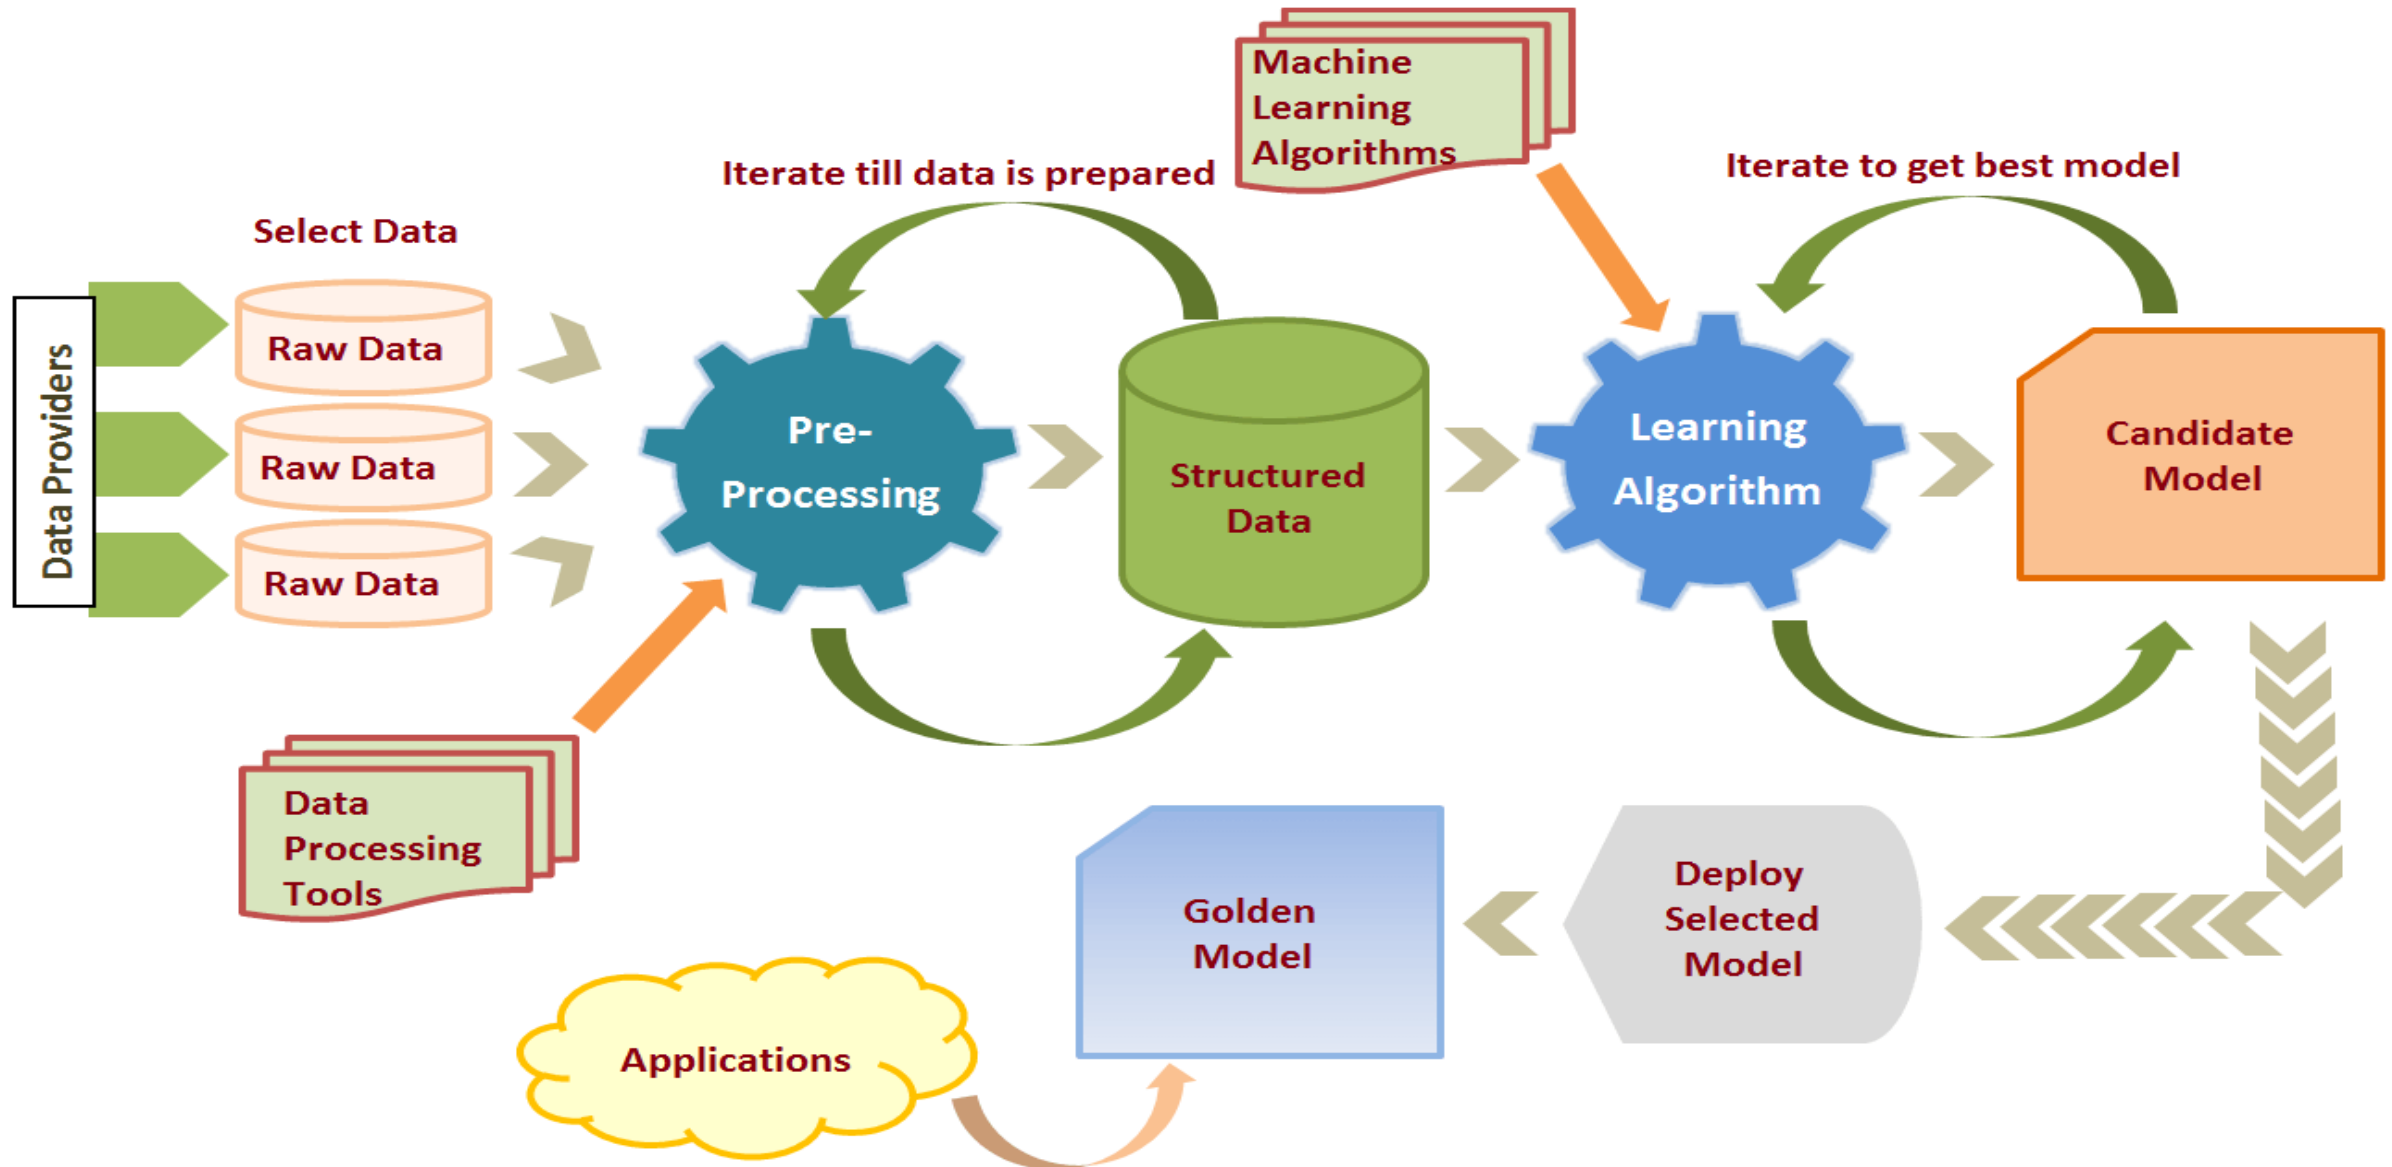 Data Providers
Select Data
Raw Data
Raw Data
Raw Data
Data
Processing
Tools
Iterate till data is prepared
Pre-
Processing
Structured
Data
Machine
Learning
Algorithms
Iterate to get best model
Learning
Algorithm
Candidate
Model
Deploy
Selected
Model
Golden
Model
Applications